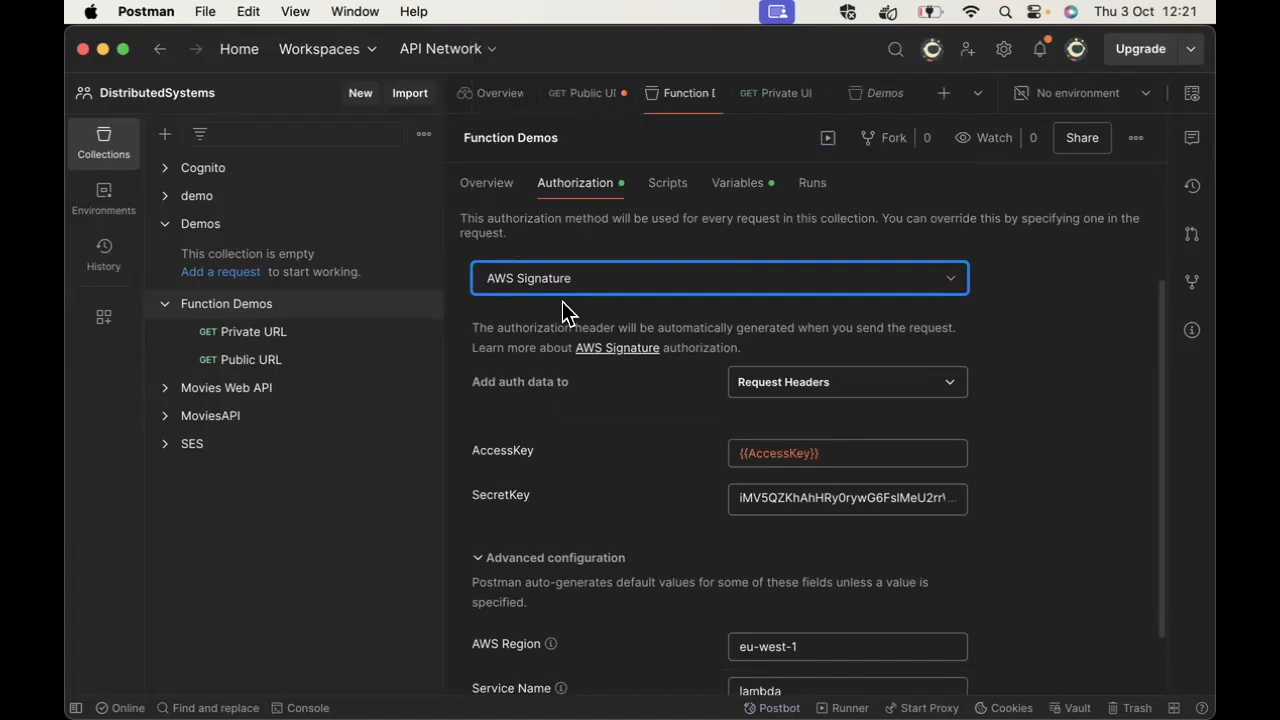 Postman File Edit View Window Help Thu 3 Oct 12:21
Home Workspaces API Network Upgrade
DistributedSystems New Import Overview GET Public UI Function I GET Private UI Demos No environment
Collections
Environments
History
Cognito
demo
Demos
This collection is empty
Add a request to start working.
Function Demos
GET Private URL
GET Public URL
Movies Web API
MoviesAPI
SES
Function Demos Fork 0 Watch 0 Share
Overview Authorization Scripts Variables Runs
This authorization method will be used for every request in this collection. You can override this by specifying one in the
request.
AWS Signature
The authorization header will be automatically generated when you send the request.
Learn more about AWS Signature authorization.
Add auth data to Request Headers
AccessKey {{AccessKey}}
SecretKey
Advanced configuration
Postman auto-generates default values for some of these fields unless a value is
specified.
AWS Region eu-west-1
Service Name lambda
Online Find and replace Console Postbot Runner Start Proxy Cookies Vault Trash